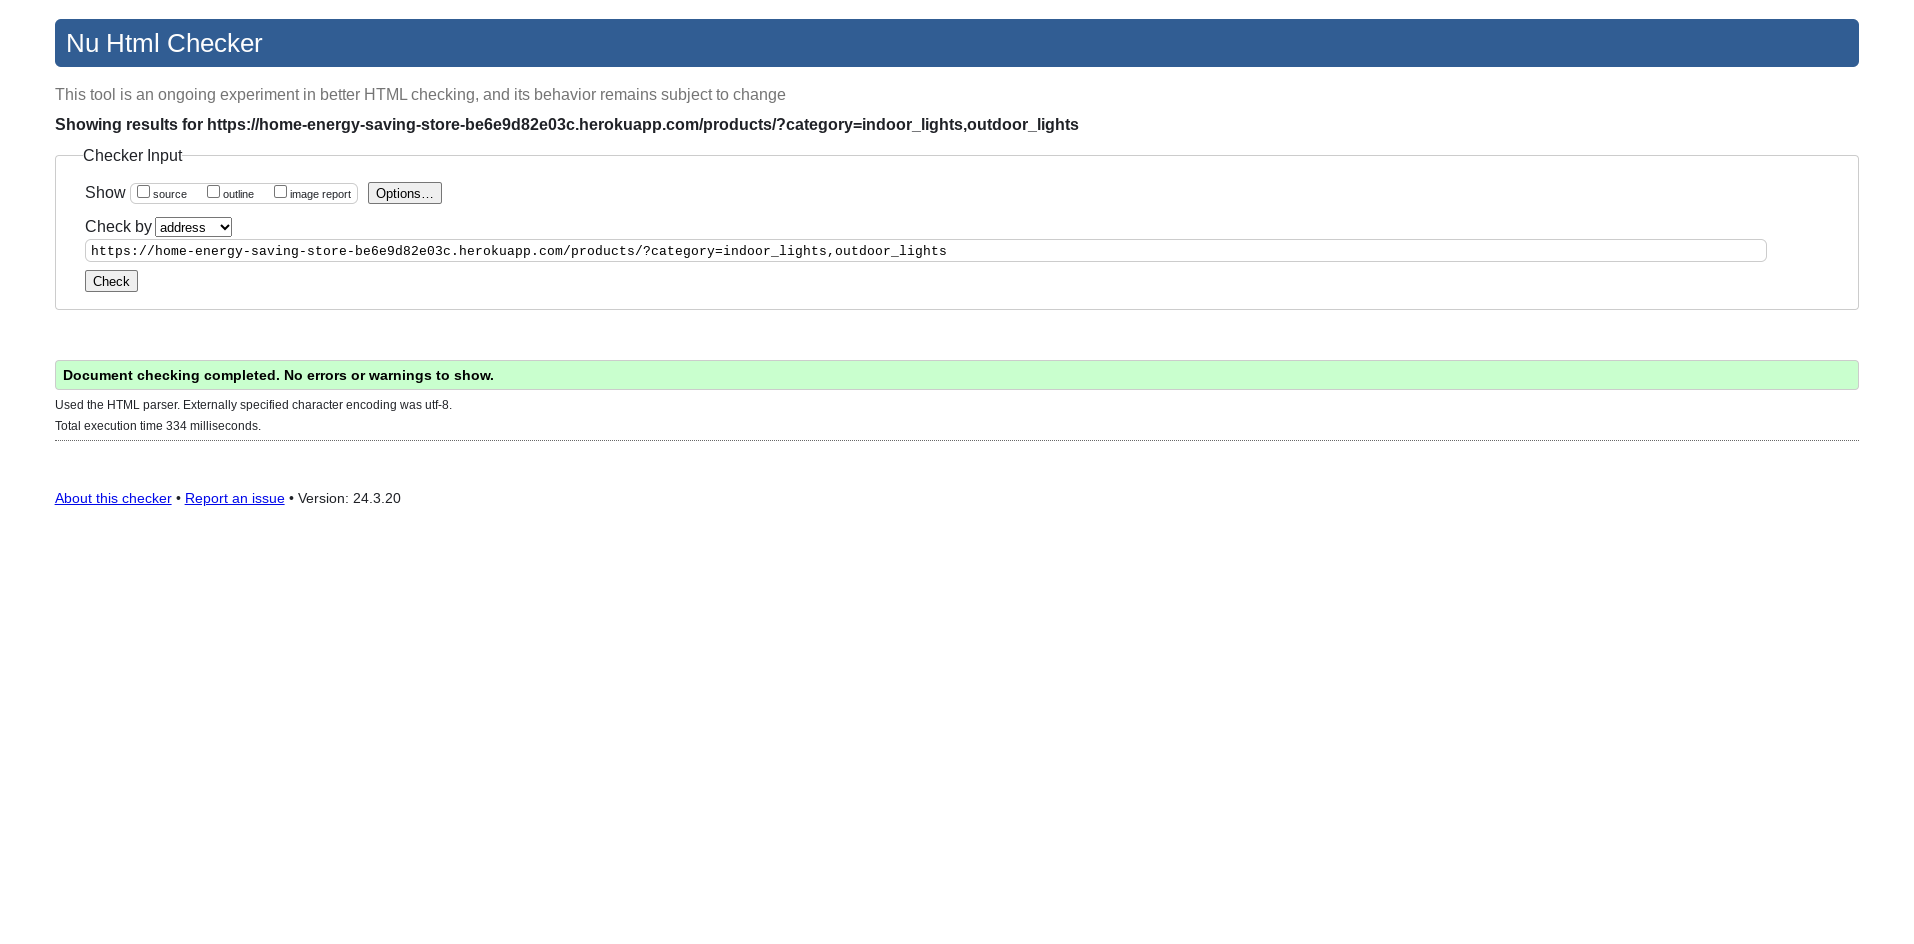 Nu Html Checker
This tool is an ongoing experiment in better HTML checking, and its behavior remains subject to change
Showing results for https://home-energy-saving-store-be6e9d82e03c.herokuapp.com/products/?category=indoor_lights,outdoor_lights
Checker Input
Show source outline image report Options…
Check by address
https://home-energy-saving-store-be6e9d82e03c.herokuapp.com/products/?category=indoor_lights,outdoor_lights
Check
Document checking completed. No errors or warnings to show.
Used the HTML parser. Externally specified character encoding was utf-8.
Total execution time 334 milliseconds.
About this checker • Report an issue • Version: 24.3.20